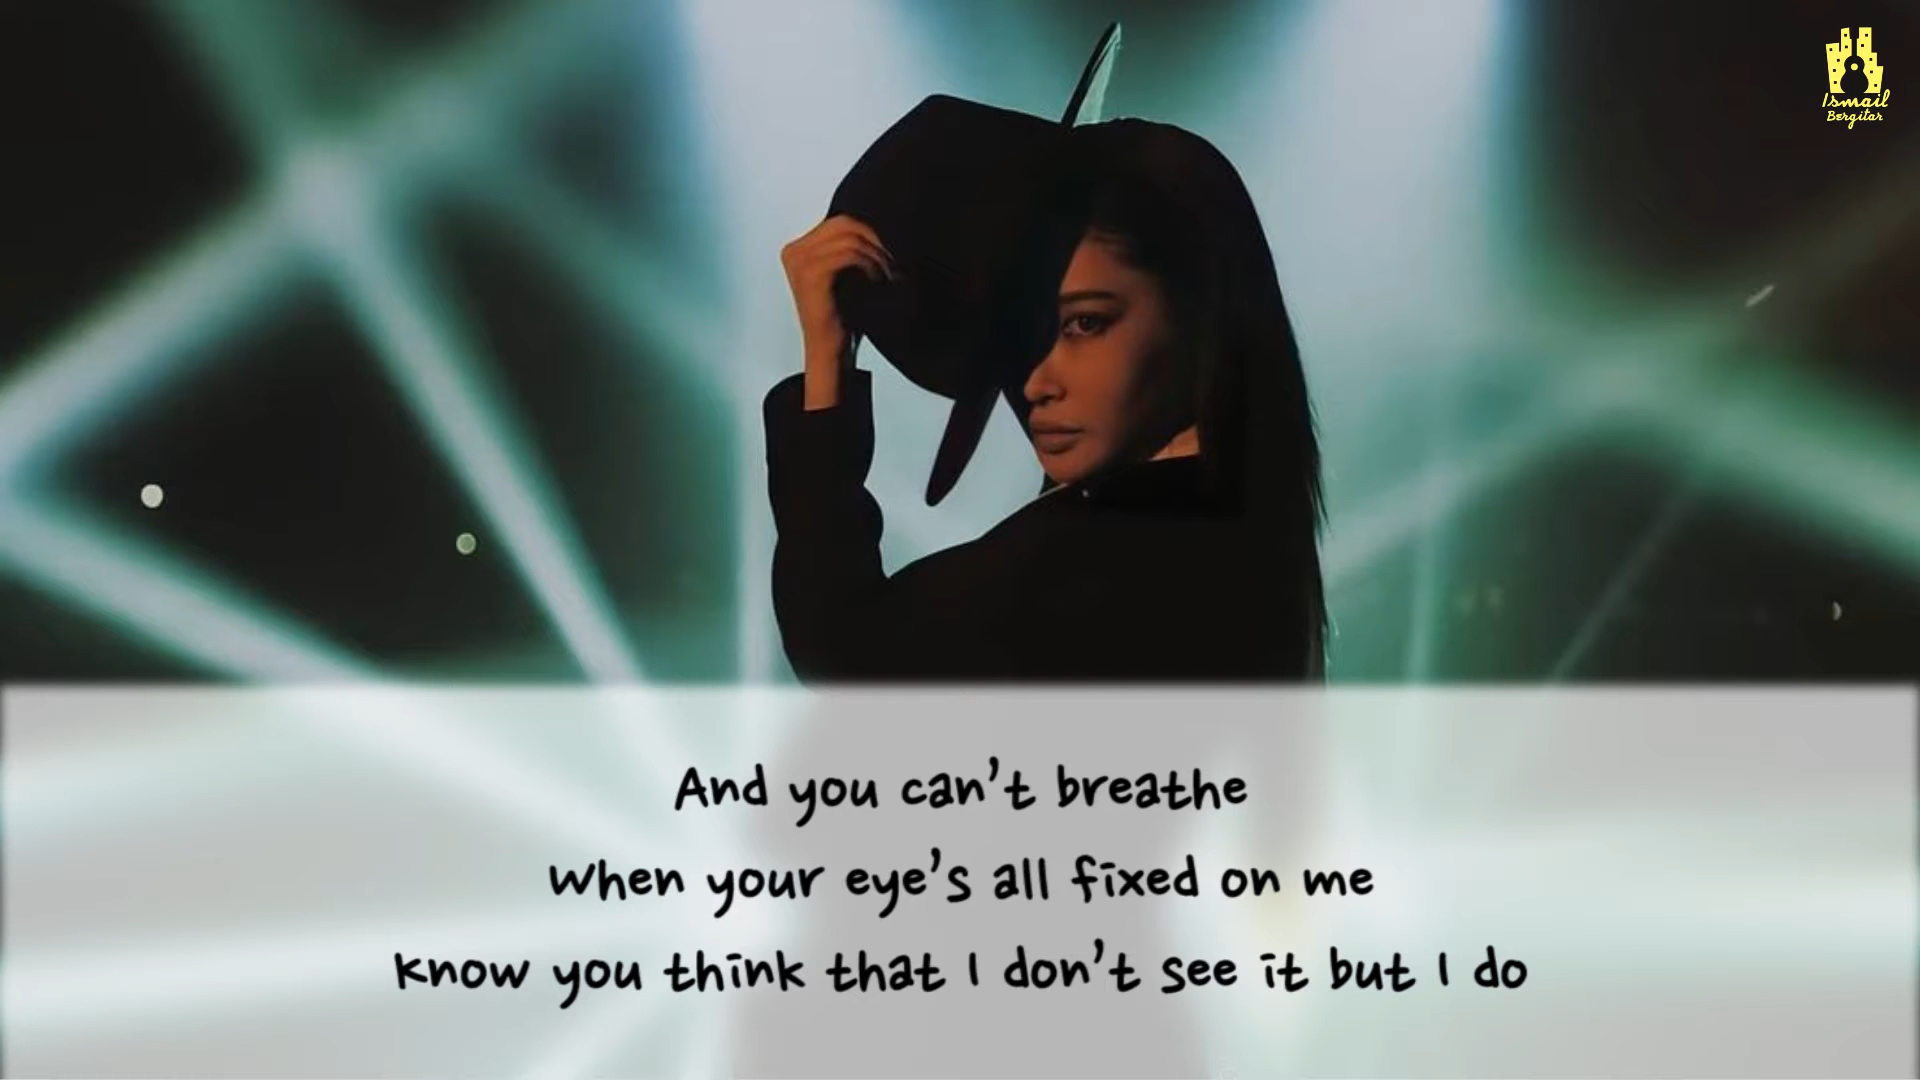 Ismail
Bergitar
And you can't breathe
When your eye's all fixed on me
know you think that I don't see it but I do